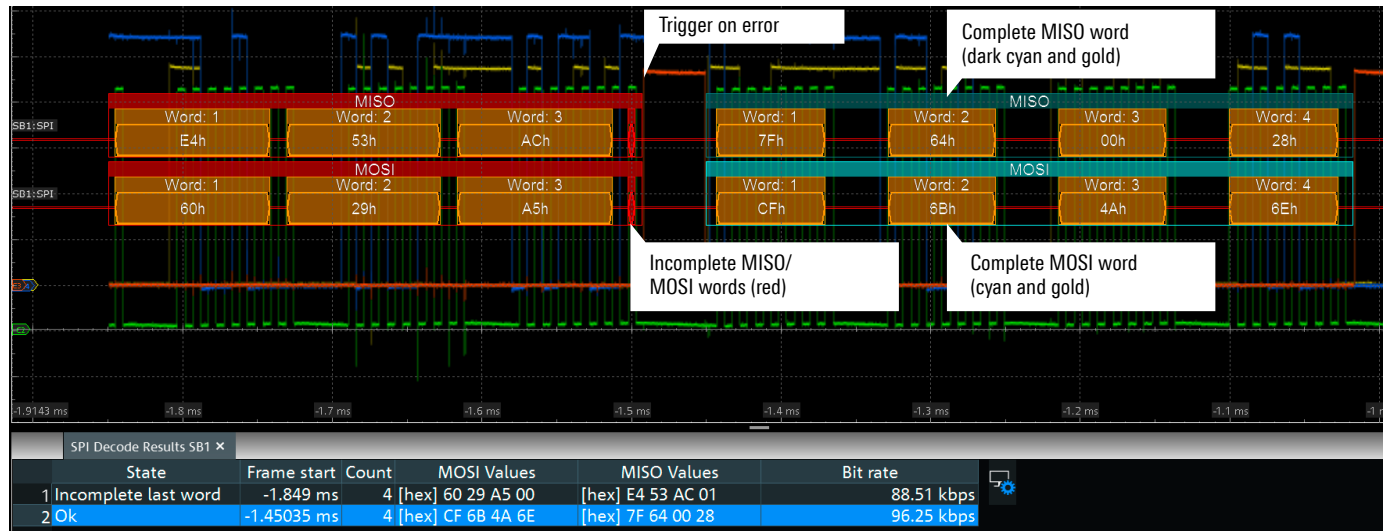 Trigger on error
Complete MISO word
(dark cyan and gold)
MISO
MISO
Word: 1
Word: 2
Word: 3
Word: 1
Word: 2
Word: 3
Word: 4
SB1:SPI
E4h
53h
ACh
7Fh
64h
00h
28h
MOSI
MOSI
Word: 1
Word: 2
Word: 3
Word: 1
Word: 2
Word: 3
Word: 4
SB1:SPI
60h
29h
A5h
CFh
6Bh
4Ah
6Eh
Incomplete MISO/
MOSI words (red)
Complete MOSI word
(cyan and gold)
C2
-1.9143 ms
-1.8 ms
-1.7 ms
-1.6 ms
-1.5 ms
-1.4 ms
-1.3 ms
-1.2 ms
-1.1 ms
SPI Decode Results SB1 ×
State Frame start Count MOSI Values MISO Values Bit rate
1 Incomplete last word -1.849 ms 4 [hex] 60 29 A5 00 [hex] E4 53 AC 01 88.51 kbps
2 Ok -1.45035 ms 4 [hex] CF 6B 4A 6E [hex] 7F 64 00 28 96.25 kbps